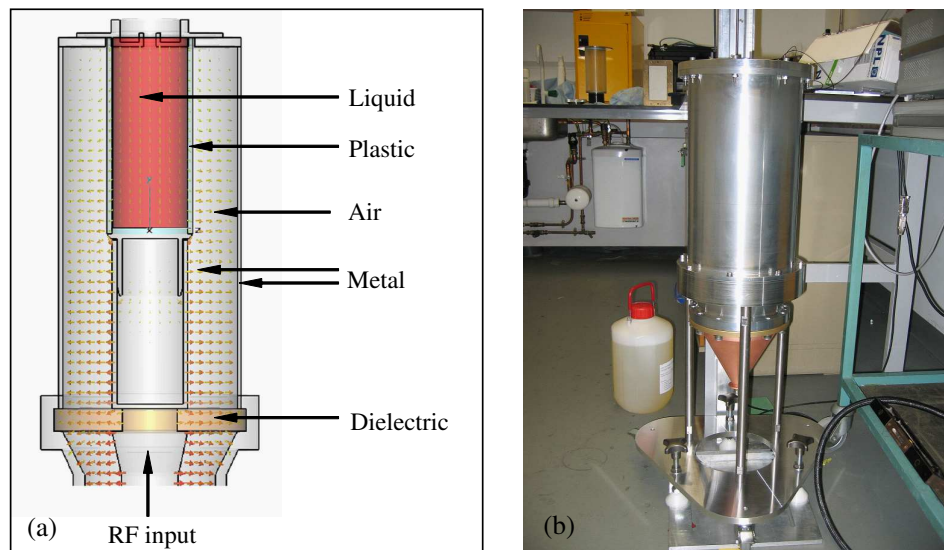 Liquid
Plastic
Air
Metal
Dielectric
RF input
(a)
NPL
(b)